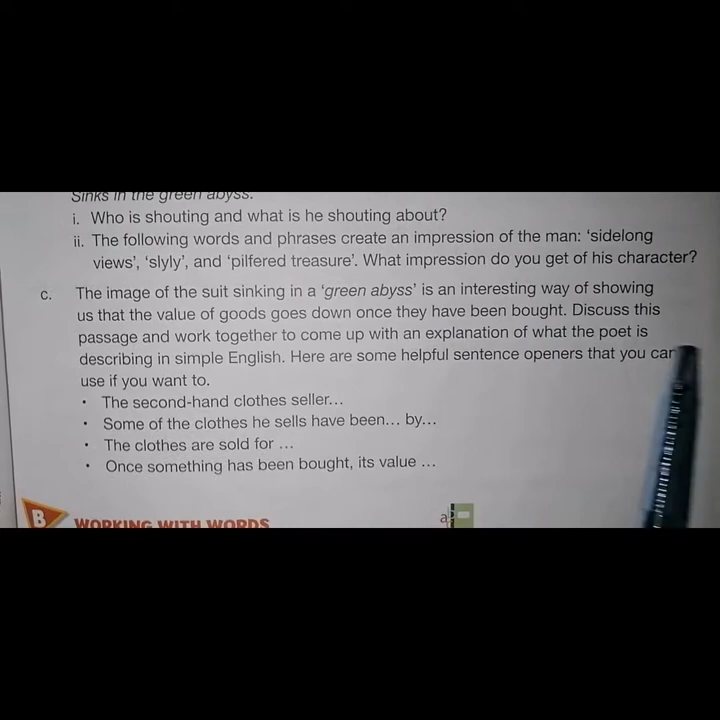 Sinks in the green abyss.
i. Who is shouting and what is he shouting about?
ii. The following words and phrases create an impression of the man: ‘sidelong
views’, ‘slyly’, and ‘pilfered treasure’. What impression do you get of his character?
c. The image of the suit sinking in a ‘green abyss’ is an interesting way of showing
us that the value of goods goes down once they have been bought. Discuss this
passage and work together to come up with an explanation of what the poet is
describing in simple English. Here are some helpful sentence openers that you can
use if you want to.
• The second-hand clothes seller...
• Some of the clothes he sells have been... by...
• The clothes are sold for ...
• Once something has been bought, its value ...
B WORKING WITH WORDS